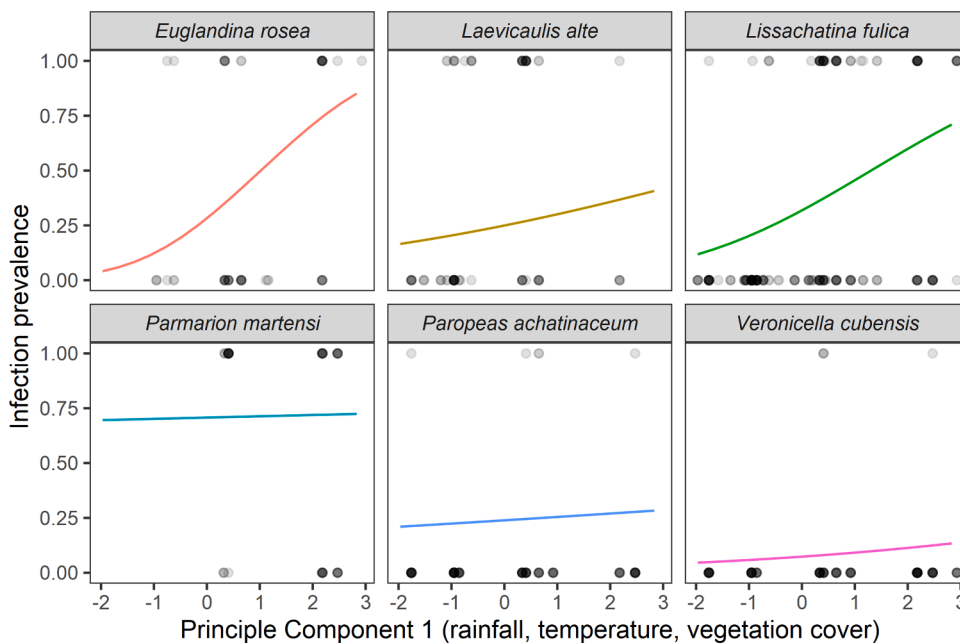 Euglandina rosea
Laevicaulis alte
Lissachatina fulica
1.00
0.75
0.50
0.25
0.00
Parmarion martensi
Paropeas achatinaceum
Veronicella cubensis
1.00
0.75
0.50
0.25
0.00
-2 -1 0 1 2 3
-2 -1 0 1 2 3
-2 -1 0 1 2 3
Infection prevalence
Principle Component 1 (rainfall, temperature, vegetation cover)